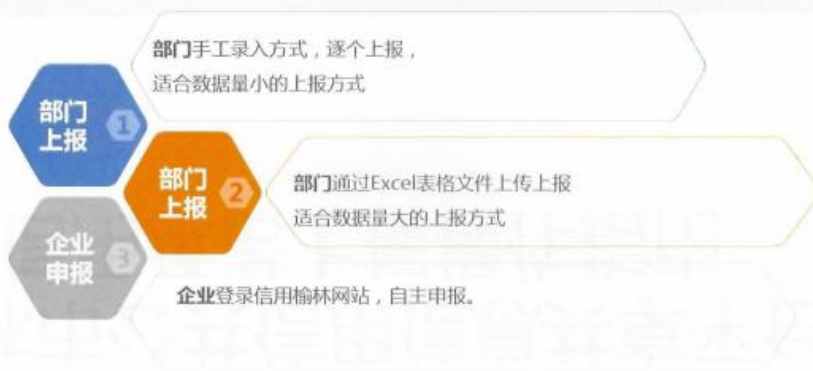 部门手工录入方式，逐个上报，
适合数据量小的上报方式
部门
上报
1
部门
上报
2
部门通过Excel表格文件上传上报
适合数据量大的上报方式
企业
申报
3
企业登录信用榆林网站，自主申报。